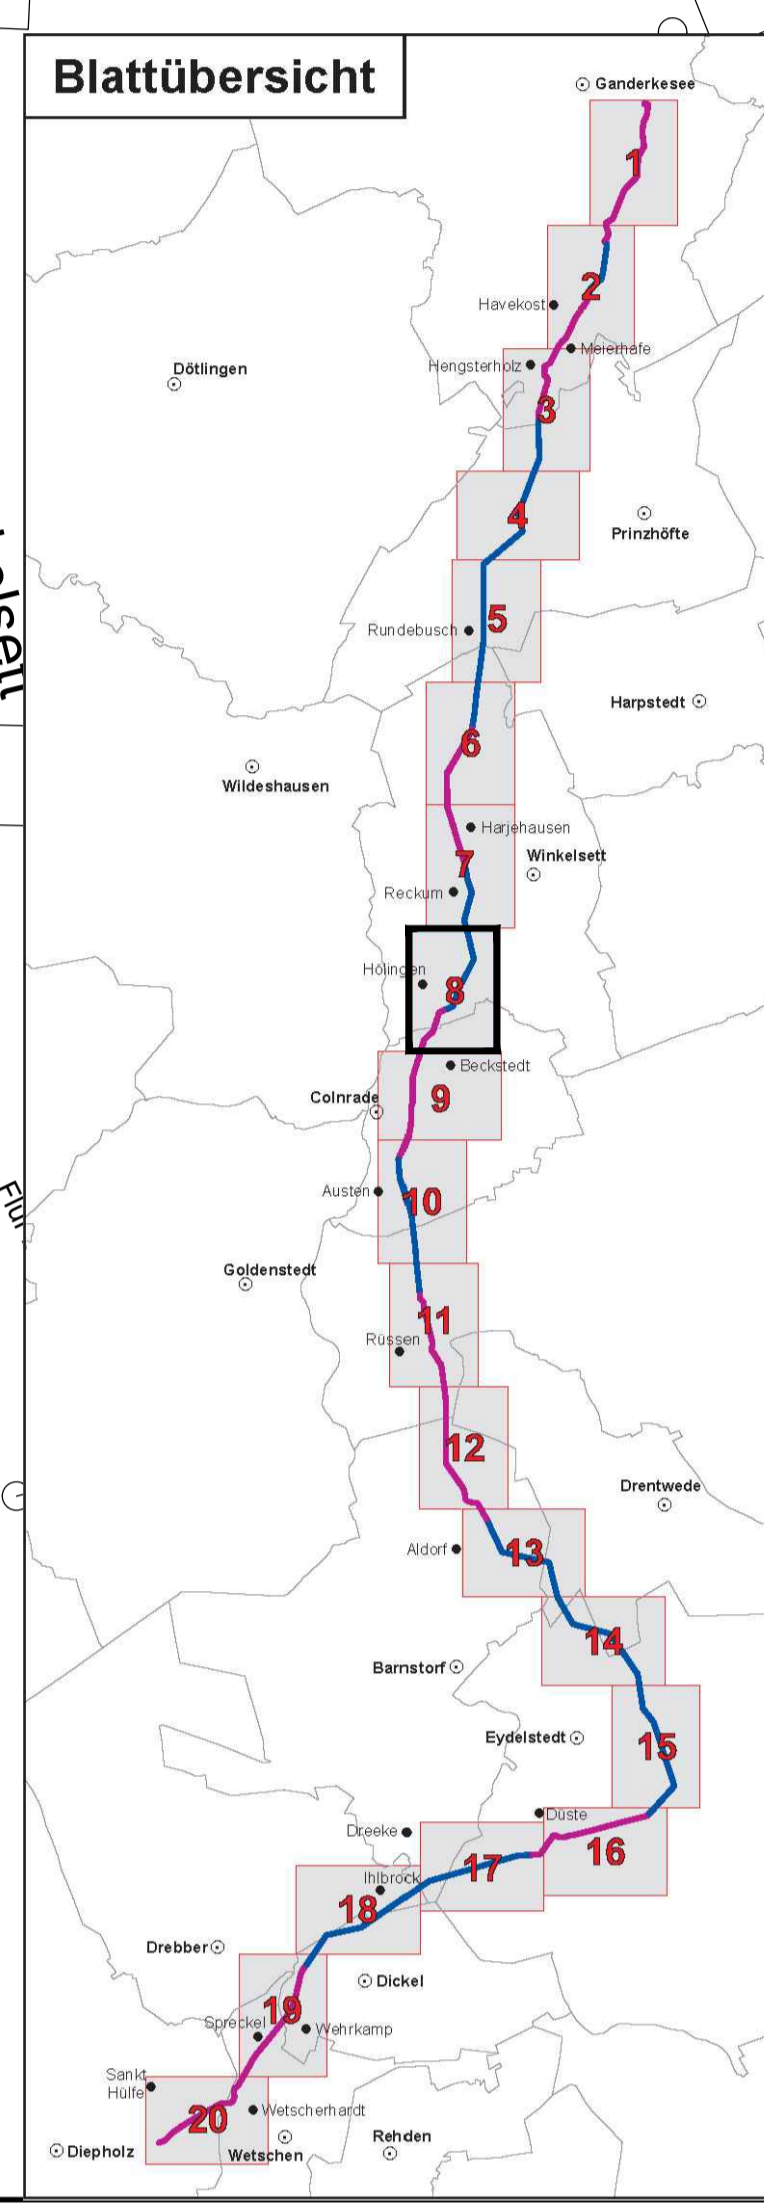 Blattübersicht
Ganderkesee
1
2
Havekost
Meierhafe
Hengsterholz
Dötlingen
3
4
Prinzhöfte
5
Rundebusch
Harpstedt
6
Wildeshausen
Harjehausen
Winkelsett
7
Reckum
Hölingen
8
Beckstedt
Colnrade
9
Austen
10
Flur
Goldenstedt
11
Rüssen
12
Drentwede
Aldorf
13
14
Barnstorf
Eydelstedt
15
Düste
Dreeke
16
17
Ihlbrock
18
Drebber
Dickel
19
Spreckel
Wehrkamp
Sankt
Hülfe
Wetscherhardt
20
Diepholz
Wetschen
Rehden